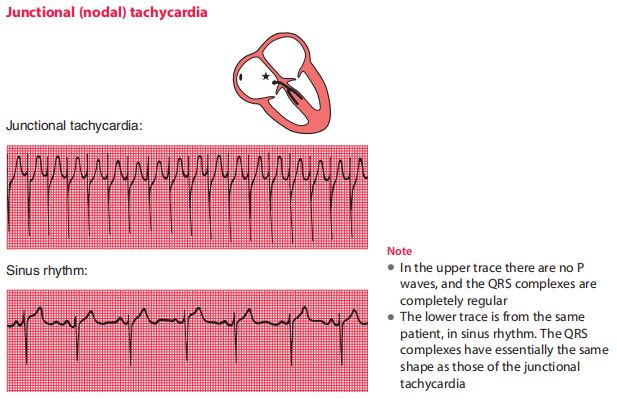 Junctional (nodal) tachycardia
Junctional tachycardia:
Sinus rhythm:
Note
● In the upper trace there are no P
waves, and the QRS complexes are
completely regular
● The lower trace is from the same
patient, in sinus rhythm. The QRS
complexes have essentially the same
shape as those of the junctional
tachycardia